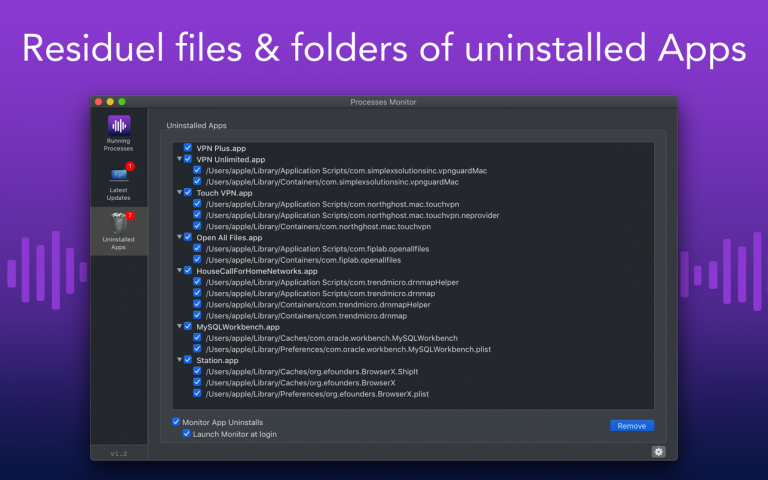 Residuel files & folders of uninstalled Apps
Processes Monitor
Running
Processes
1
Latest
Updates
7
Uninstalled
Apps
Uninstalled Apps
VPN Plus.app
VPN Unlimited.app
/Users/apple/Library/Application Scripts/com.simplexsolutionsinc.vpnguardMac
/Users/apple/Library/Containers/com.simplexsolutionsinc.vpnguardMac
Touch VPN.app
/Users/apple/Library/Application Scripts/com.northghost.mac.touchvpn
/Users/apple/Library/Application Scripts/com.northghost.mac.touchvpn.neprovider
/Users/apple/Library/Containers/com.northghost.mac.touchvpn
Open All Files.app
/Users/apple/Library/Application Scripts/com.fiplab.openallfiles
/Users/apple/Library/Containers/com.fiplab.openallfiles
HouseCallForHomeNetworks.app
/Users/apple/Library/Application Scripts/com.trendmicro.drnmapHelper
/Users/apple/Library/Application Scripts/com.trendmicro.drnmap
/Users/apple/Library/Containers/com.trendmicro.drnmapHelper
/Users/apple/Library/Containers/com.trendmicro.drnmap
MySQLWorkbench.app
/Users/apple/Library/Caches/com.oracle.workbench.MySQLWorkbench
/Users/apple/Library/Preferences/com.oracle.workbench.MySQLWorkbench.plist
Station.app
/Users/apple/Library/Caches/org.efounders.BrowserX.ShipIt
/Users/apple/Library/Caches/org.efounders.BrowserX
/Users/apple/Library/Preferences/org.efounders.BrowserX.plist
Monitor App Uninstalls
Launch Monitor at login
Remove
v1.2